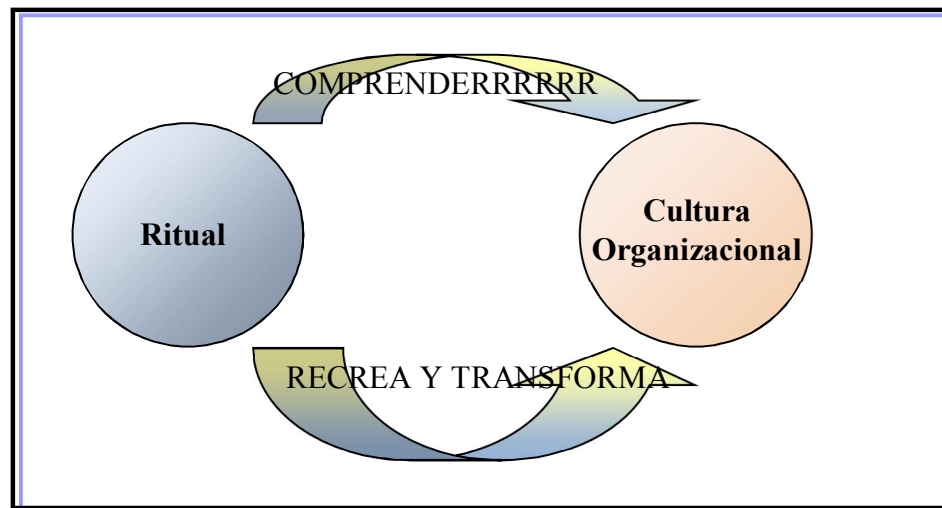 COMPRENDERRRRRR
Ritual
Cultura
Organizacional
RECREA Y TRANSFORMA